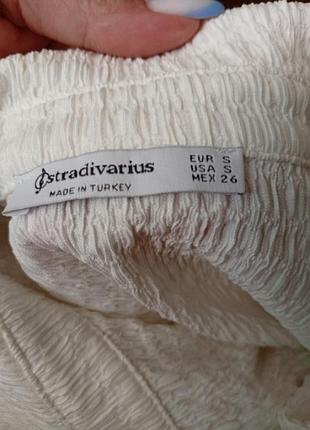 stradivarius
MADE IN TURKEY
EUR S
USA S
MEX 26